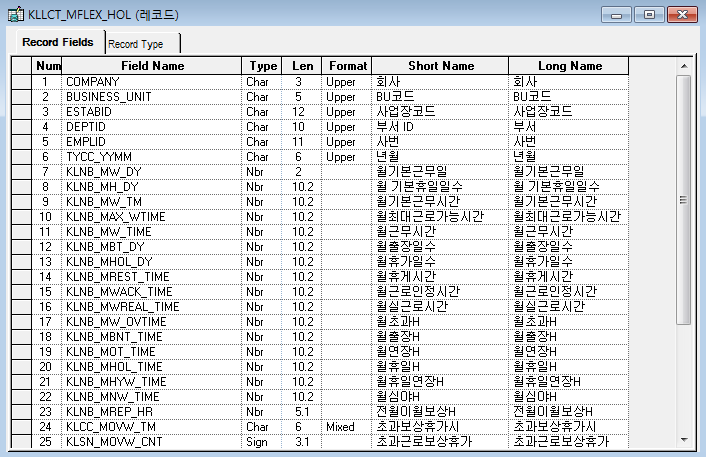 KLLCT_MFLEX_HOL (레코드)
Record Fields Record Type
Num Field Name Type Len Format Short Name Long Name
1 COMPANY Char 3 Upper 회사 회사
2 BUSINESS_UNIT Char 5 Upper BU코드 BU코드
3 ESTABID Char 12 Upper 사업장코드 사업장코드
4 DEPTID Char 10 Upper 부서 ID 부서
5 EMPLID Char 11 Upper 사번 사번
6 TYCC_YYMM Char 6 Upper 년월 년월
7 KLNB_MW_DY Nbr 2 월기본근무일 월기본근무일
8 KLNB_MH_DY Nbr 10.2 월 기본휴일일수 월 기본휴일일수
9 KLNB_MW_TM Nbr 10.2 월기본근무시간 월기본근무시간
10 KLNB_MAX_WTIME Nbr 10.2 월최대근로가능시간 월최대근로가능시간
11 KLNB_MW_TIME Nbr 10.2 월근무시간 월근무시간
12 KLNB_MBT_DY Nbr 10.2 월출장일수 월출장일수
13 KLNB_MHOL_DY Nbr 10.2 월휴가일수 월휴가일수
14 KLNB_MREST_TIME Nbr 10.2 월휴게시간 월휴게시간
15 KLNB_MWACK_TIME Nbr 10.2 월근로인정시간 월근로인정시간
16 KLNB_MWREAL_TIME Nbr 10.2 월실근로시간 월실근로시간
17 KLNB_MW_OVTIME Nbr 10.2 월초과H 월초과H
18 KLNB_MBNT_TIME Nbr 10.2 월출장H 월출장H
19 KLNB_MOT_TIME Nbr 10.2 월연장H 월연장H
20 KLNB_MHOL_TIME Nbr 10.2 월휴일H 월휴일H
21 KLNB_MHYW_TIME Nbr 10.2 월휴일연장H 월휴일연장H
22 KLNB_MNW_TIME Nbr 10.2 월심야H 월심야H
23 KLNB_MREP_HR Nbr 5.1 전월이월보상H 전월이월보상H
24 KLCC_MOVW_TM Char 6 Mixed 초과보상휴가시 초과보상휴가시
25 KLSN_MOVW_CNT Sign 3.1 초과근로보상휴가 초과근로보상휴가